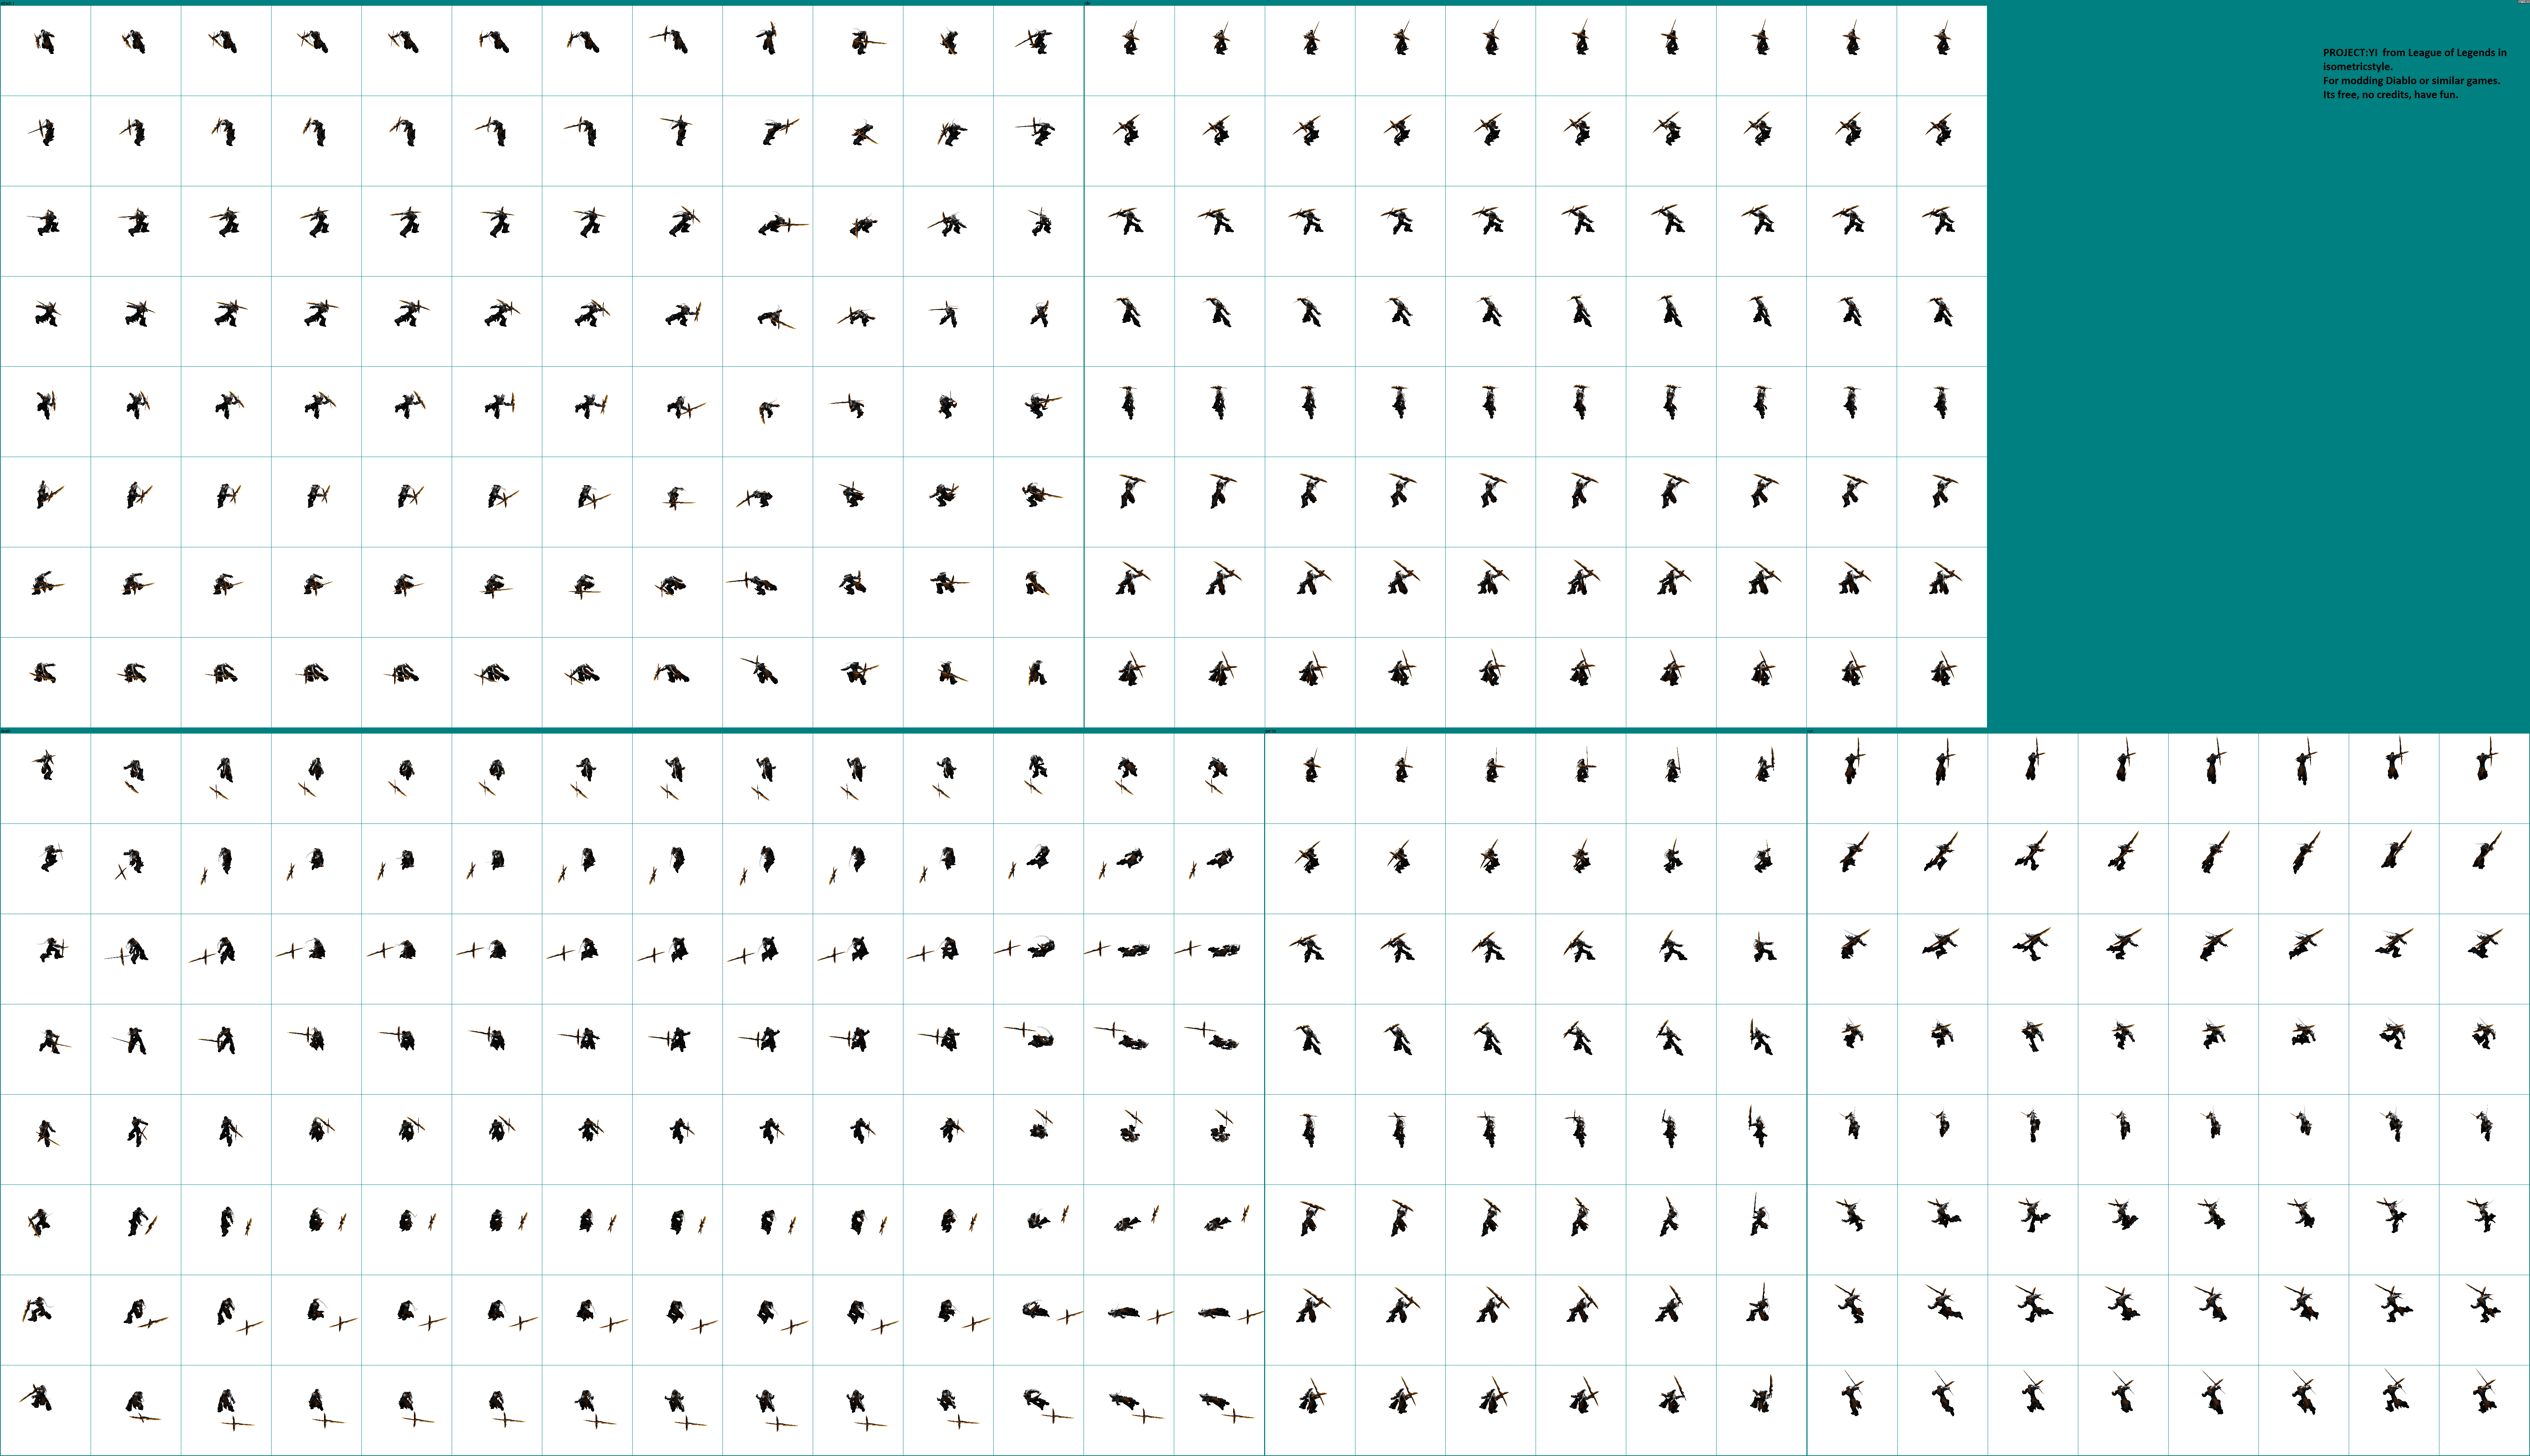 PROJECT:YI  from League of Legends in
isometricstyle.
For modding Diablo or similar games.
Its free, no credits, have fun.